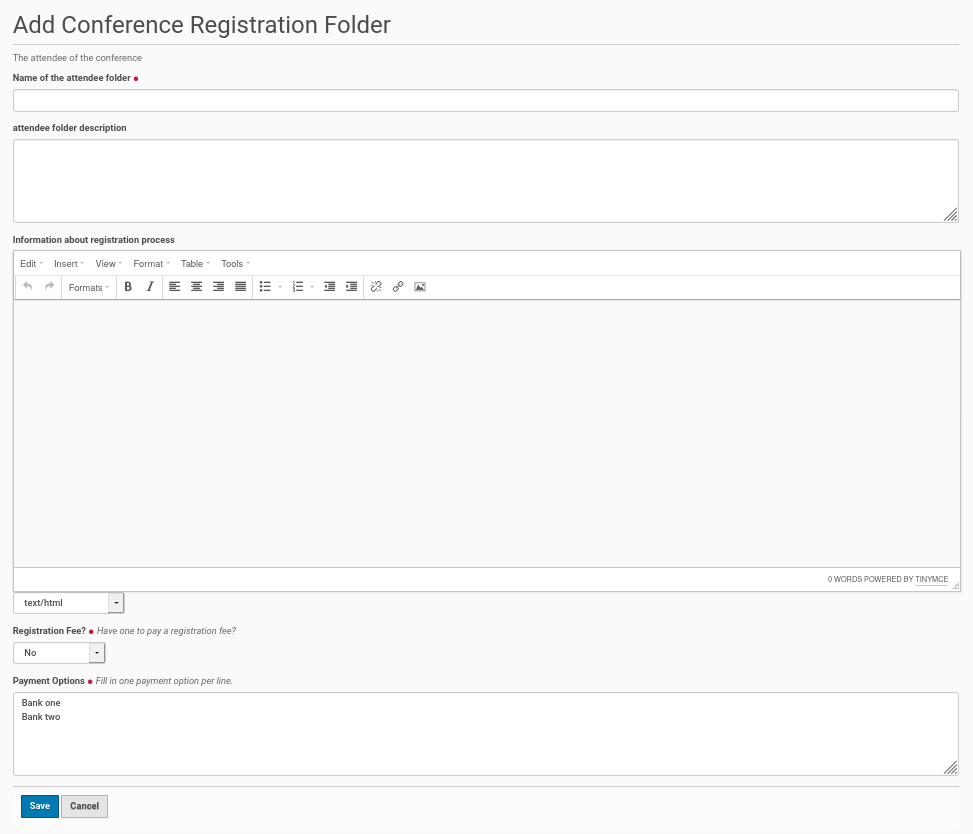 Add Conference Registration Folder
The attendee of the conference
Name of the attendee folder
attendee folder description
Information about registration process
Edit Insert View Format Table Tools
Formats B I
0 WORDS POWERED BY TINYMCE
text/html
Registration Fee? Have one to pay a registration fee?
No
Payment Options Fill in one payment option per line.
Bank one
Bank two
Save Cancel